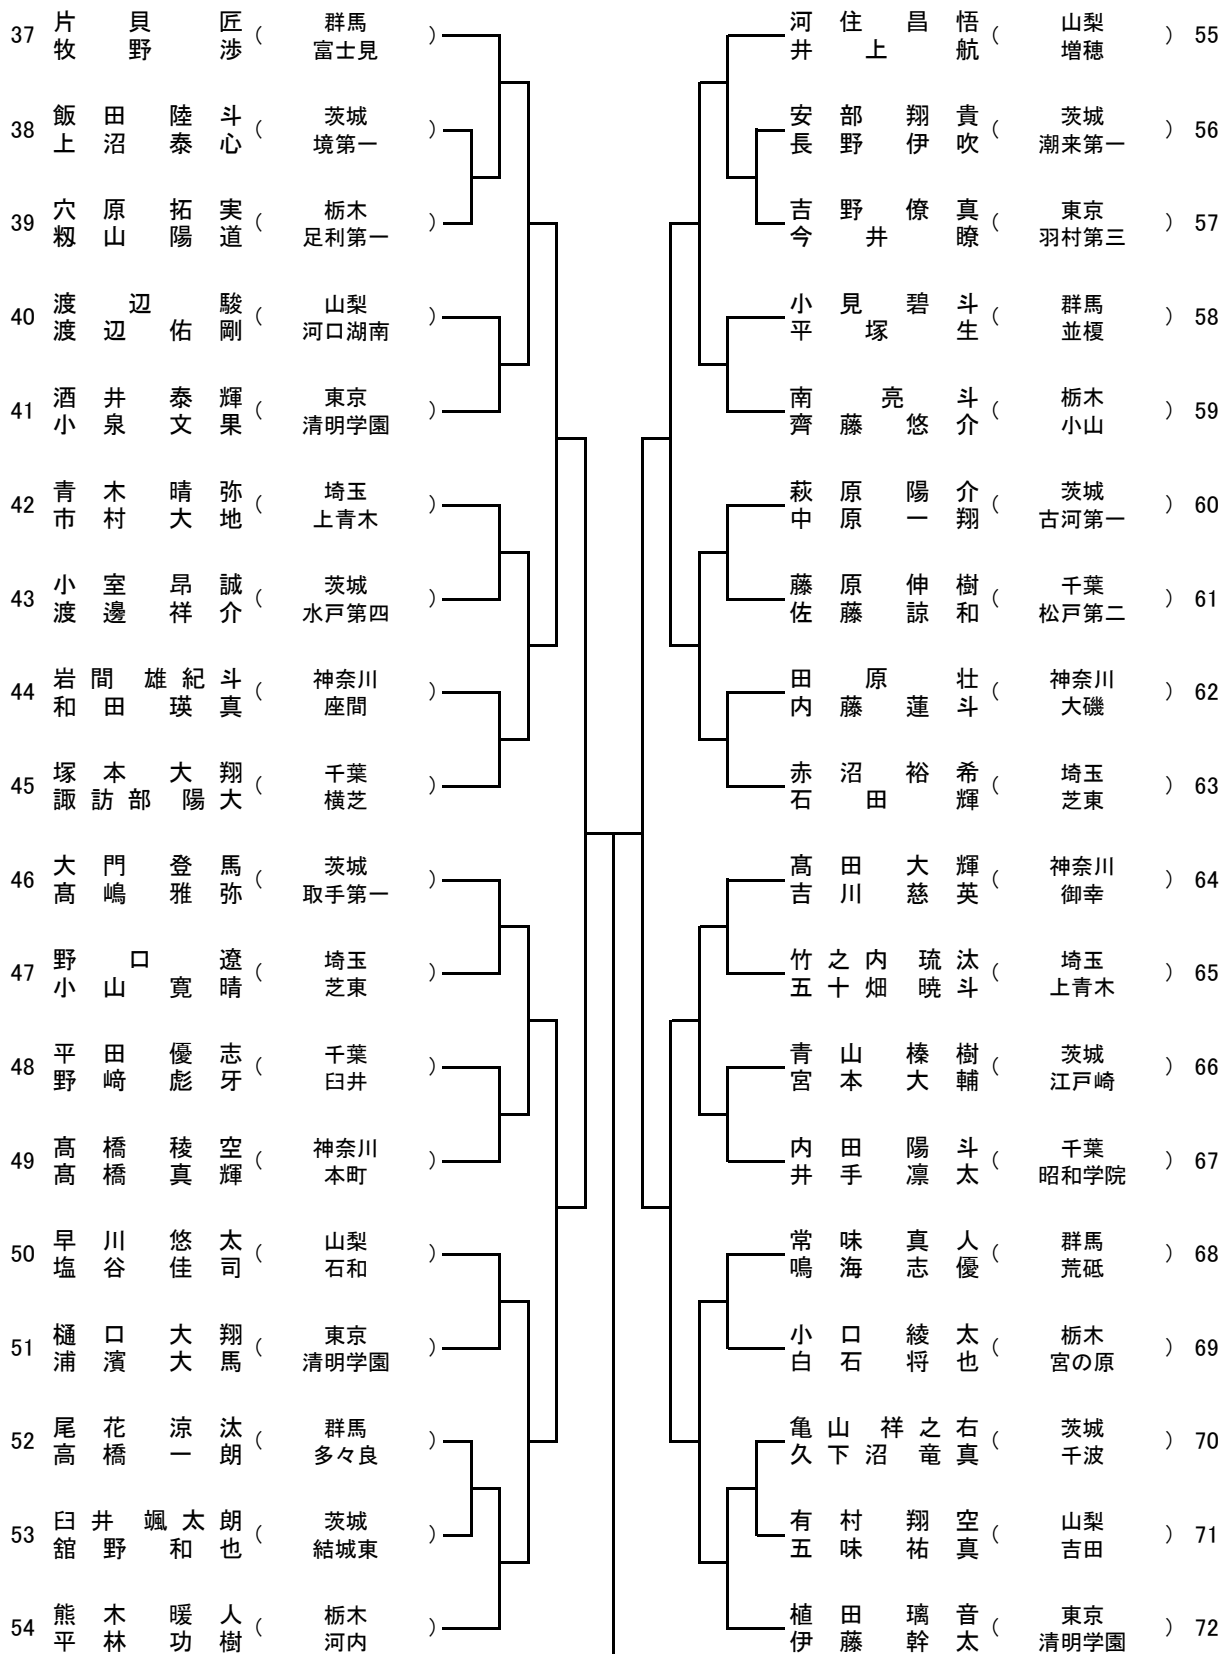 37 片貝匠 ( 群馬 )
牧野渉 富士見
38 飯田陸斗 ( 茨城 )
上沼泰心 境第一
39 穴原拓実 ( 栃木 )
籾山陽道 足利第一
40 渡辺駿 ( 山梨 )
渡辺佑剛 河口湖南
41 酒井泰輝 ( 東京 )
小泉文果 清明学園
42 青木晴弥 ( 埼玉 )
市村大地 上青木
43 小室昂誠 ( 茨城 )
渡邊祥介 水戸第四
44 岩間雄紀斗 ( 神奈川 )
和田瑛真 座間
45 塚本大翔 ( 千葉 )
諏訪部陽大 横芝
46 大門登馬 ( 茨城 )
髙嶋雅弥 取手第一
47 野口遼 ( 埼玉 )
小山寛晴 芝東
48 平田優志 ( 千葉 )
野﨑彪牙 臼井
49 髙橋稜空 ( 神奈川 )
髙橋真輝 本町
50 早川悠太 ( 山梨 )
塩谷佳司 石和
51 樋口大翔 ( 東京 )
浦濱大馬 清明学園
52 尾花涼汰 ( 群馬 )
高橋一朗 多々良
53 臼井颯太朗 ( 茨城 )
舘野和也 結城東
54 熊木暖人 ( 栃木 )
平林功樹 河内
河住昌悟 ( 山梨 ) 55
井上航 増穂
安部翔貴 ( 茨城 ) 56
長野伊吹 潮来第一
吉野僚真 ( 東京 ) 57
今井瞭 羽村第三
小見碧斗 ( 群馬 ) 58
平塚生 並榎
南亮斗 ( 栃木 ) 59
齊藤悠介 小山
萩原陽介 ( 茨城 ) 60
中原一翔 古河第一
藤原伸樹 ( 千葉 ) 61
佐藤諒和 松戸第二
田原壮 ( 神奈川 ) 62
内藤蓮斗 大磯
赤沼裕希 ( 埼玉 ) 63
石田輝 芝東
髙田大輝 ( 神奈川 ) 64
吉川慈英 御幸
竹之内琉汰 ( 埼玉 ) 65
五十畑暁斗 上青木
青山榛樹 ( 茨城 ) 66
宮本大輔 江戸崎
内田陽斗 ( 千葉 ) 67
井手凛太 昭和学院
常味真人 ( 群馬 ) 68
鳴海志優 荒砥
小口綾太 ( 栃木 ) 69
白石将也 宮の原
亀山祥之右 ( 茨城 ) 70
久下沼竜真 千波
有村翔空 ( 山梨 ) 71
五味祐真 吉田
植田璃音 ( 東京 ) 72
伊藤幹太 清明学園